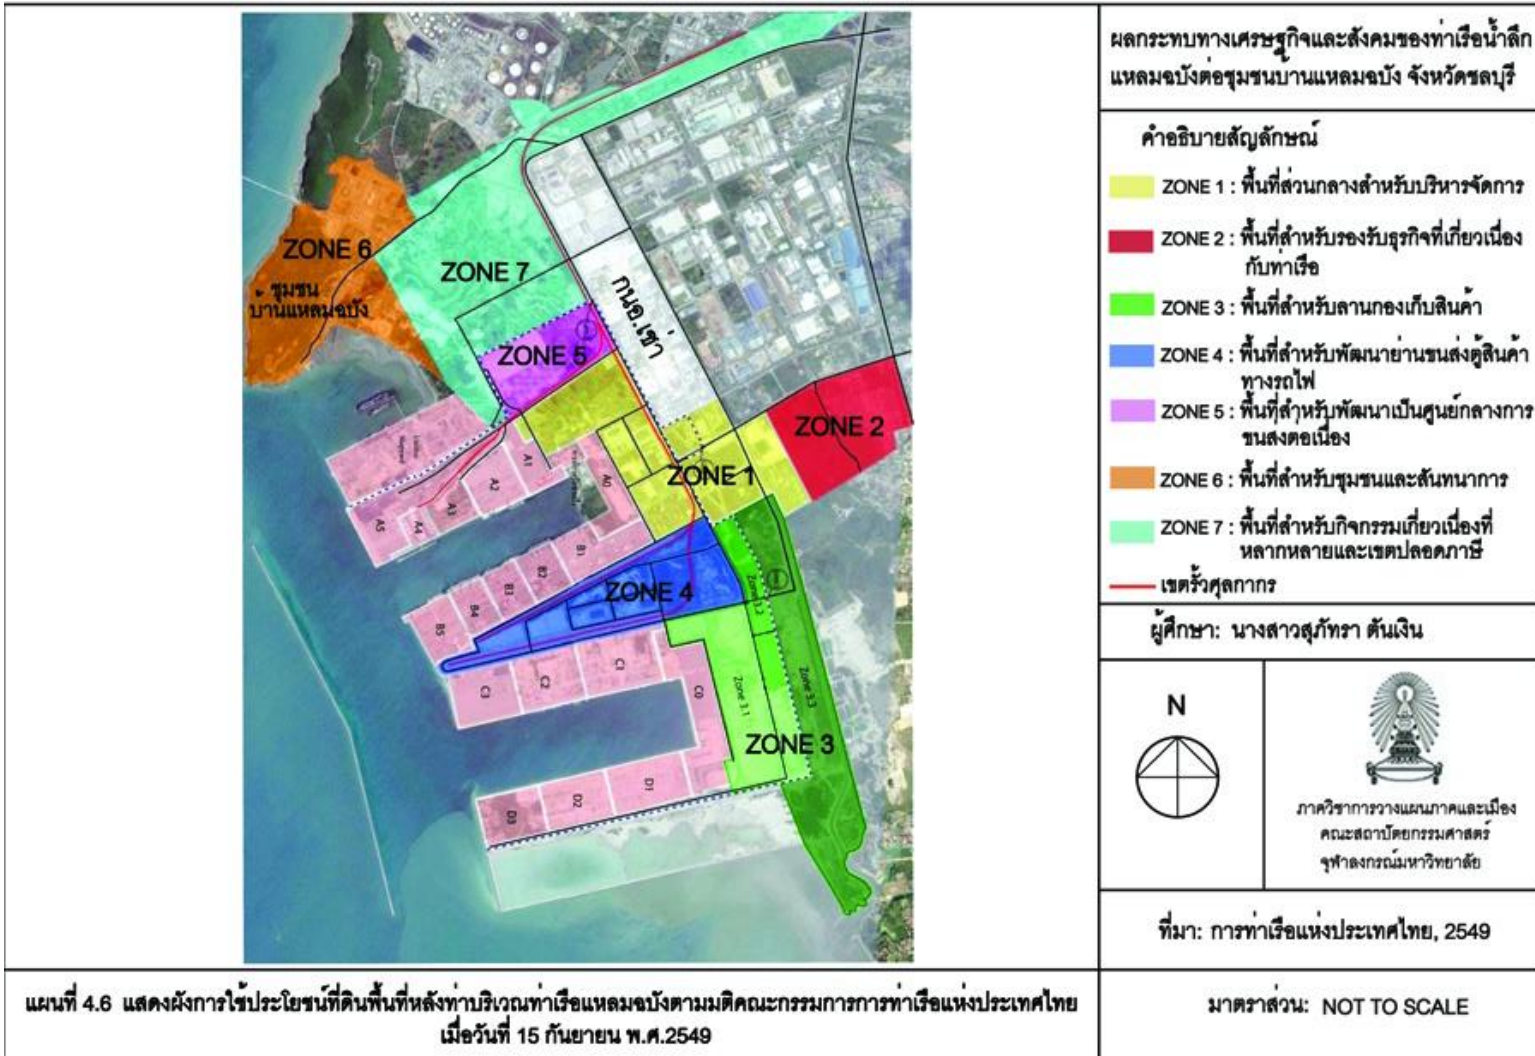 ผลกระทบทางเศรษฐกิจและสังคมของท่าเรือน้ำลึก
แหลมฉบังต่อชุมชนบ้านแหลมฉบัง จังหวัดชลบุรี
คำอธิบายสัญลักษณ์
ZONE 1 : พื้นที่ส่วนกลางสำหรับบริหารจัดการ
ZONE 2 : พื้นที่สำหรับรองรับธุรกิจที่เกี่ยวเนื่อง
กับท่าเรือ
ZONE 3 : พื้นที่สำหรับลานกองเก็บสินค้า
ZONE 4 : พื้นที่สำหรับพัฒนาย่านขนส่งตู้สินค้า
ทางรถไฟ
ZONE 5 : พื้นที่สำหรับพัฒนาเป็นศูนย์กลางการ
ขนส่งต่อเนื่อง
ZONE 6 : พื้นที่สำหรับชุมชนและสันทนาการ
ZONE 7 : พื้นที่สำหรับกิจกรรมเกี่ยวเนื่องที่
หลากหลายและเขตปลอดภาษี
เขตรั้วศุลกากร
ผู้ศึกษา: นางสาวสุภัทรา ตันเงิน
N
ภาควิชาการวางแผนภาคและเมือง
คณะสถาปัตยกรรมศาสตร์
จุฬาลงกรณ์มหาวิทยาลัย
ที่มา: การท่าเรือแห่งประเทศไทย, 2549
มาตราส่วน: NOT TO SCALE
ZONE 6
ชุมชน
บ้านแหลมฉบัง
ZONE 7
กนอ.เช่า
ZONE 5
ZONE 2
ZONE 1
ZONE 4
ZONE 3
Zone 3.1
Zone 3.2
Zone 3.3
A0
A1
A2
A3
A4
A5
B1
B2
B3
B4
B5
C0
C1
C2
C3
D1
D2
D3
แผนที่ 4.6 แสดงผังการใช้ประโยชน์ที่ดินพื้นที่หลังท่าบริเวณท่าเรือแหลมฉบังตามมติคณะกรรมการการท่าเรือแห่งประเทศไทย
เมื่อวันที่ 15 กันยายน พ.ศ.2549